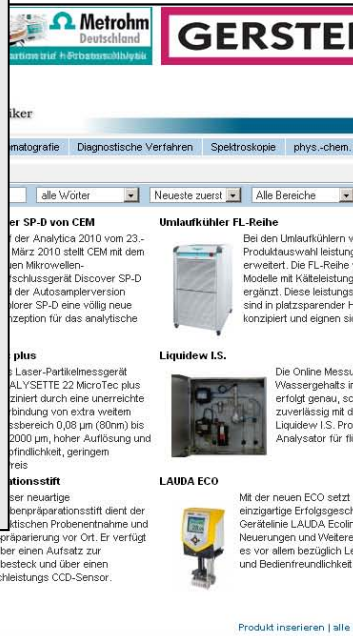 Metrohm
Deutschland
GERSTEL
iker
matografie Diagnostische Verfahren Spektroskopie phys.-chem.
alle Wörter Neueste zuerst Alle Bereiche
er SP-D von CEM
f der Analytica 2010 vom 23.-
März 2010 stellt CEM mit dem
uen Mikrowellen-
fschlussgerät Discover SP-D
d der Autosamplerversion
plorer SP-D eine völlig neue
nzeption für das analytische
Umlaufkühler FL-Reihe
Bei den Umlaufkühlern v
Produktauswahl leistung
erweitert. Die FL-Reihe
Modelle mit Kälteleistung
ergänzt. Diese leistungs
sind in platzsparender H
konzipiert und eignen si
plus
s Laser-Partikelmessgerät
ALYSETTE 22 MicroTec plus
ziniert durch eine unerreichte
rbindung von extra weitem
ssbereich 0,08 µm (80nm) bis
2000 µm, hoher Auflösung und
pfindlichkeit, geringem
reis
Liquidew I.S.
Die Online Messu
Wassergehalts in
erfolgt genau, sc
zuverlässig mit d
Liquidew I.S. Pro
Analysator für fl
ationsstift
ser neuartige
benpräparationsstift dient der
ktischen Probenentnahme und
präparierung vor Ort. Er verfügt
ber einen Aufsatz zur
besteck und über einen
chleistungs CCD-Sensor.
LAUDA ECO
Mit der neuen ECO setzt
einzigartige Erfolgsgesch
Gerätelinie LAUDA Ecolin
Neuerungen und Weitere
es vor allem bezüglich Le
und Bedienfreundlichkeit
Produkt inserieren | alle